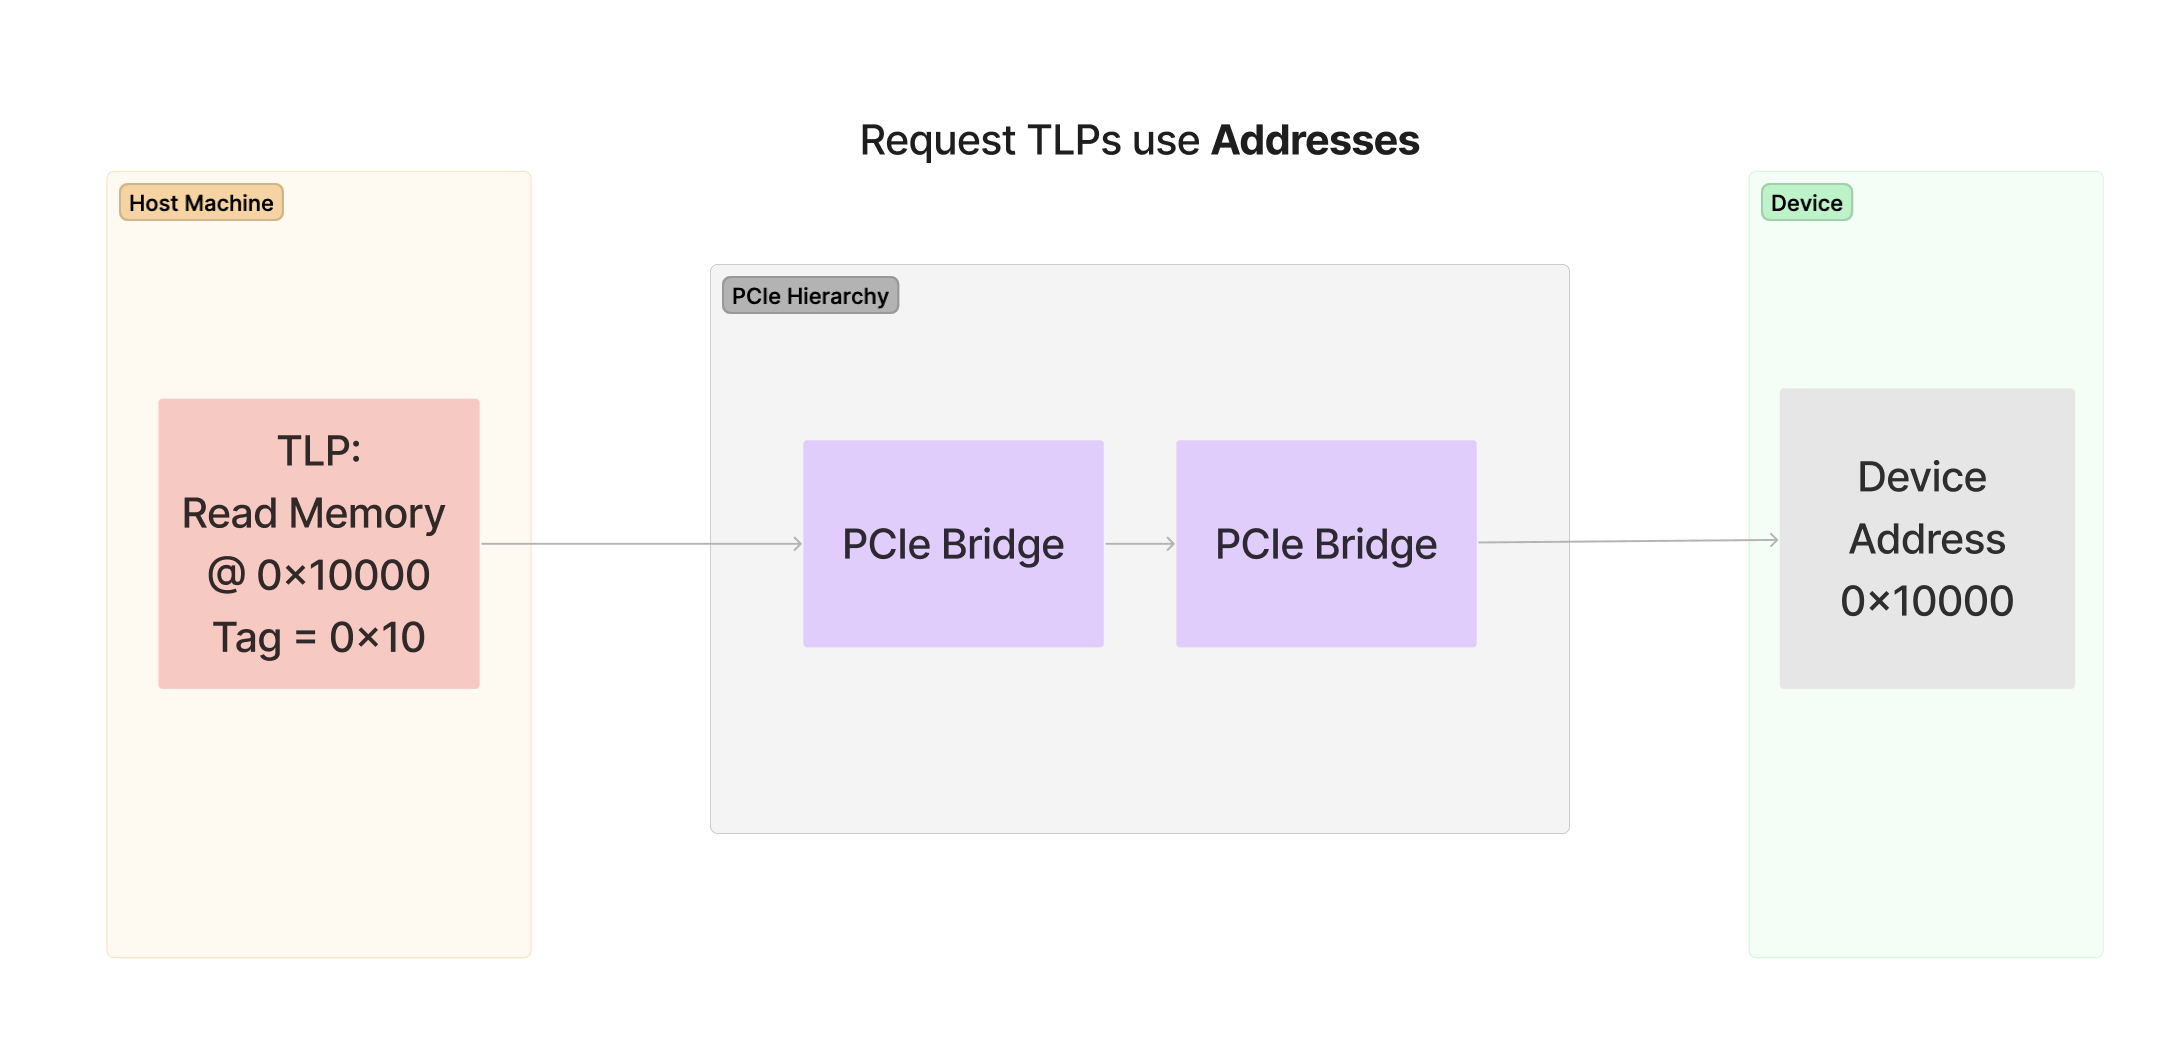 Request TLPs use Addresses
Host Machine
TLP:
Read Memory
@ 0×10000
Tag = 0×10
PCIe Hierarchy
PCIe Bridge
PCIe Bridge
Device
Device
Address
0×10000